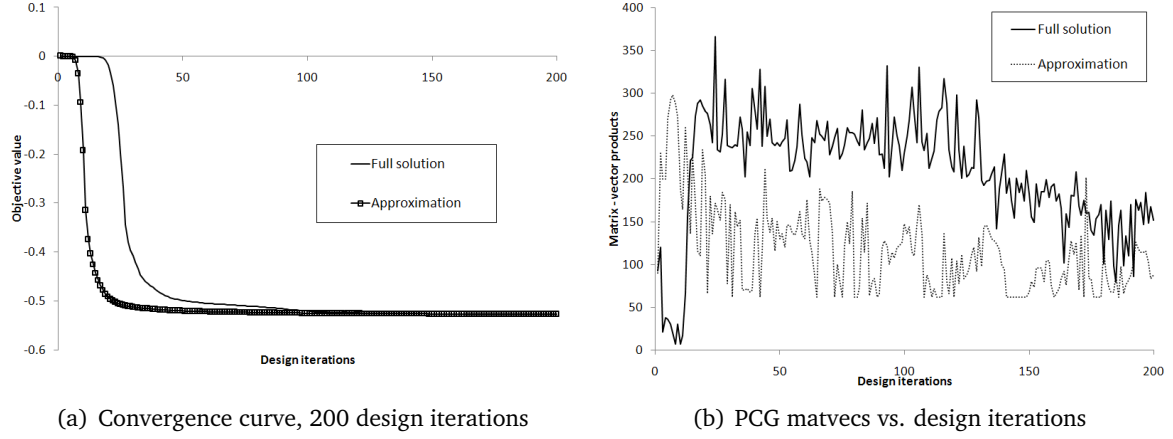 0.1
0
-0.1
-0.2
-0.3
-0.4
-0.5
-0.6
0
50
100
150
200
Objective value
Design iterations
Full solution
Approximation
(a) Convergence curve, 200 design iterations
400
350
300
250
200
150
100
50
0
0
50
100
150
200
Matrix - vector products
Design iterations
Full solution
Approximation
(b) PCG matvecs vs. design iterations